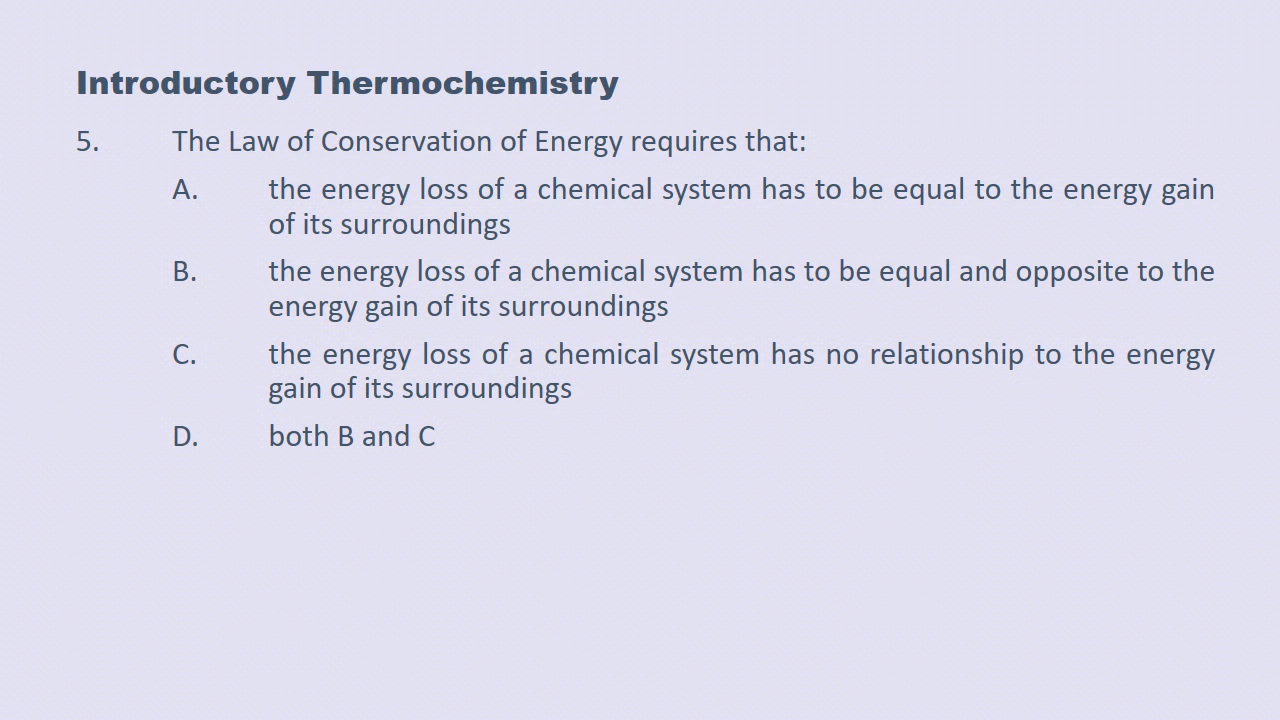 Introductory Thermochemistry
5. The Law of Conservation of Energy requires that:
A. the energy loss of a chemical system has to be equal to the energy gain
of its surroundings
B. the energy loss of a chemical system has to be equal and opposite to the
energy gain of its surroundings
C. the energy loss of a chemical system has no relationship to the energy
gain of its surroundings
D. both B and C